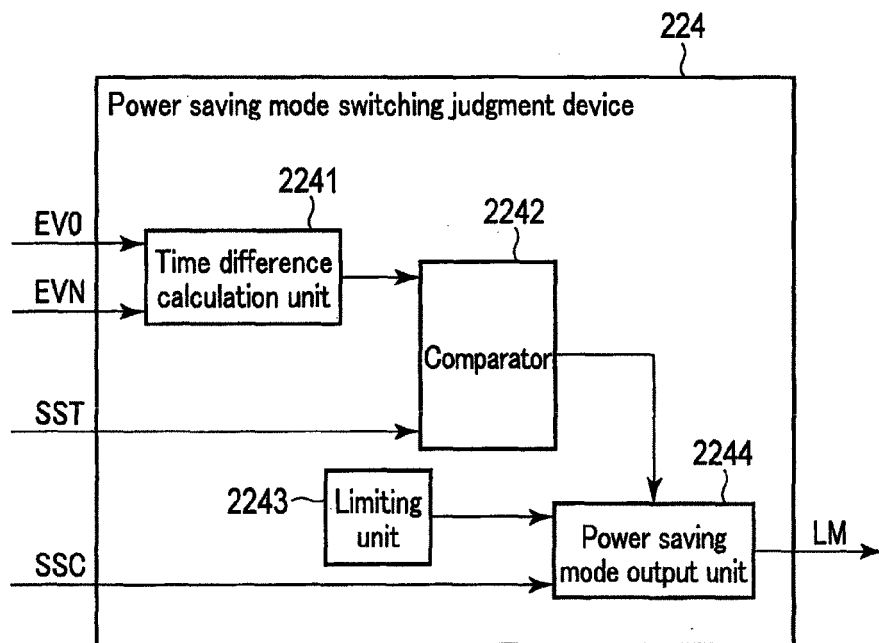 224
Power saving mode switching judgment device
2241
2242
EV0
Time difference
calculation unit
EVN
Comparator
SST
2244
2243
Limiting
unit
Power saving
mode output unit
LM
SSC